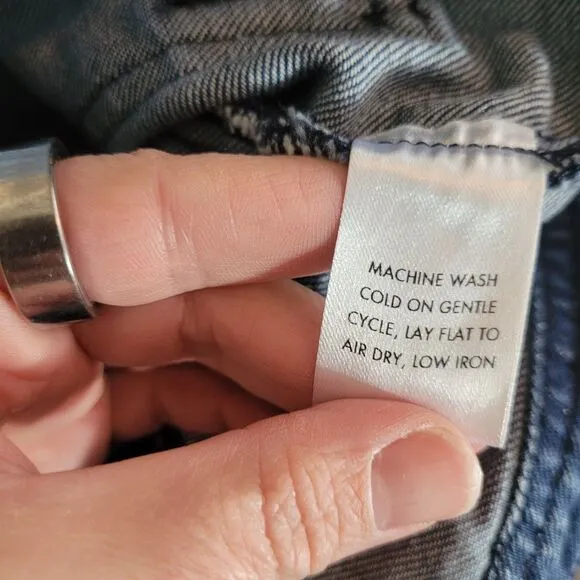 MACHINE WASH
COLD ON GENTLE
CYCLE, LAY FLAT TO
AIR DRY, LOW IRON